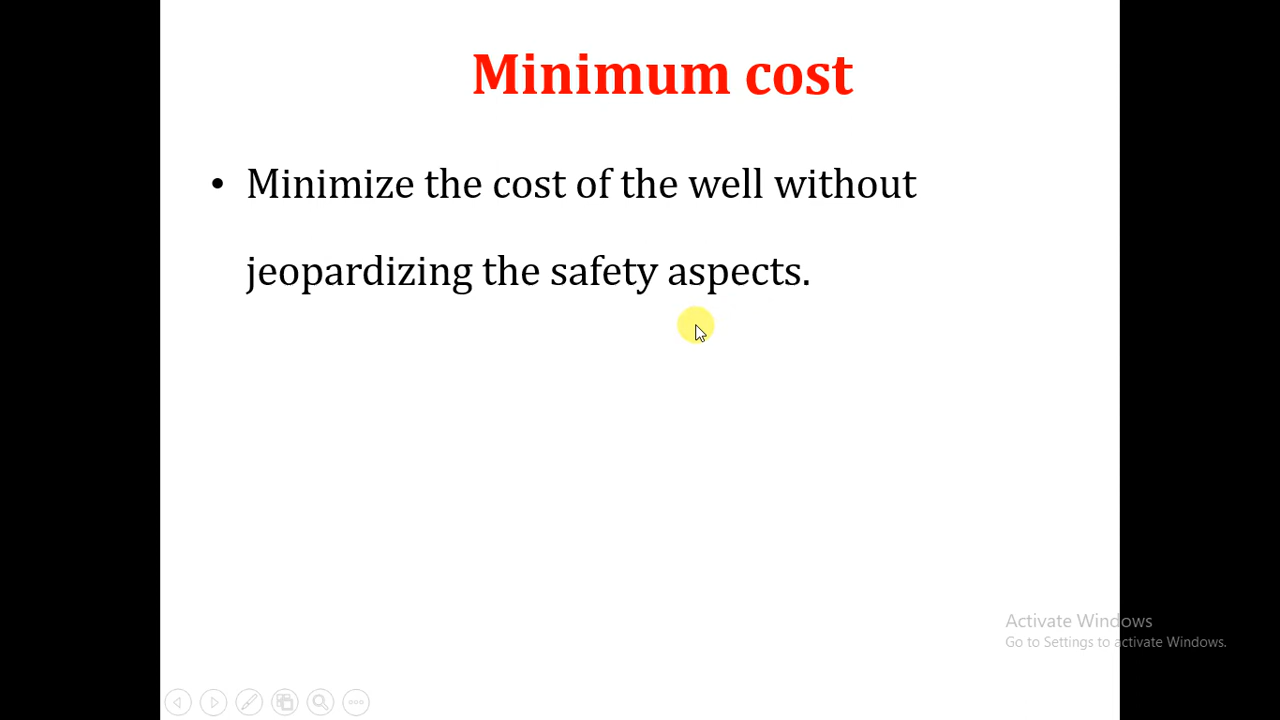 Minimum cost
• Minimize the cost of the well without
jeopardizing the safety aspects.
Activate Windows
Go to Settings to activate Windows.